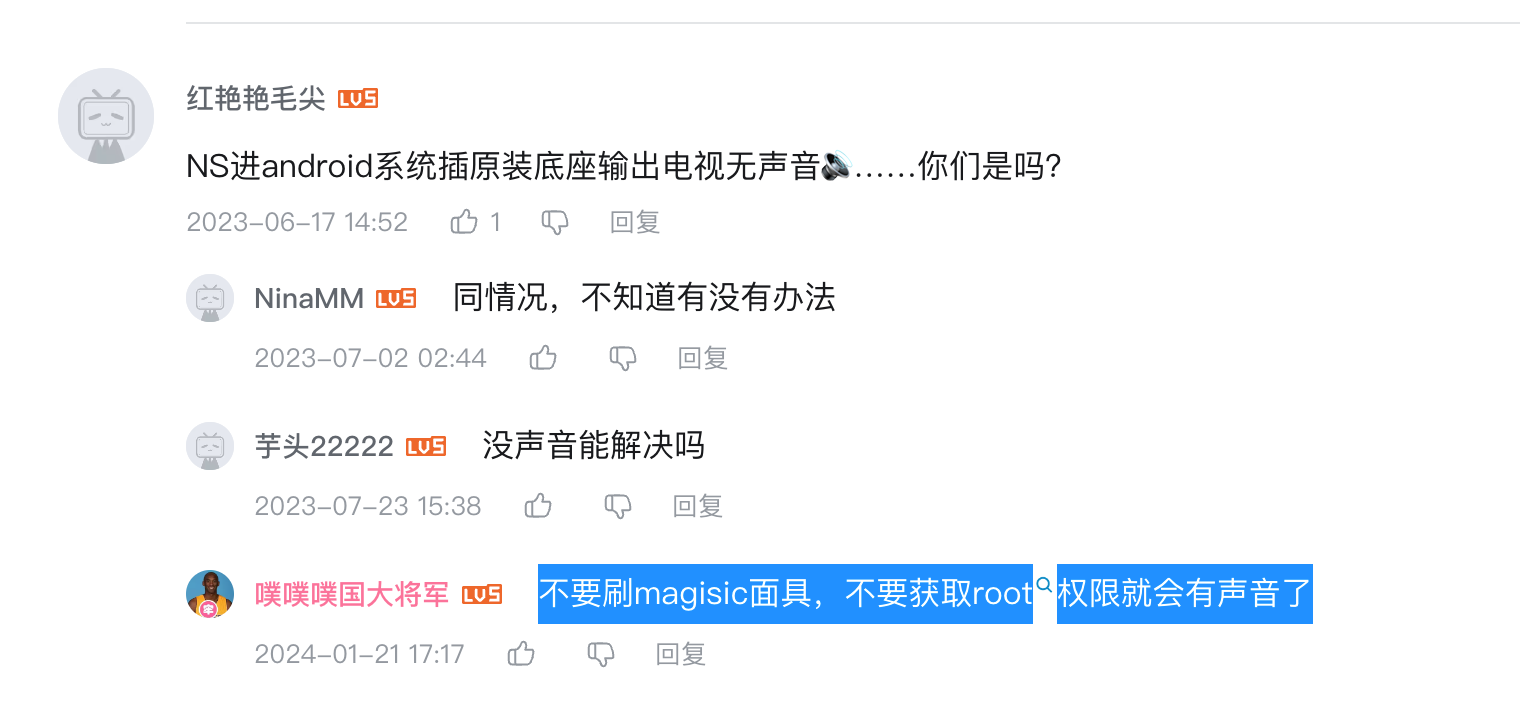 红艳艳毛尖 LV5
NS进android系统插原装底座输出电视无声音🔊……你们是吗？
2023-06-17 14:52 1 回复
NinaMM LV5 同情况，不知道有没有办法
2023-07-02 02:44 回复
芋头22222 LV5 没声音能解决吗
2023-07-23 15:38 回复
噗噗噗国大将军 LV5 不要刷magisic面具，不要获取root权限就会有声音了
2024-01-21 17:17 回复